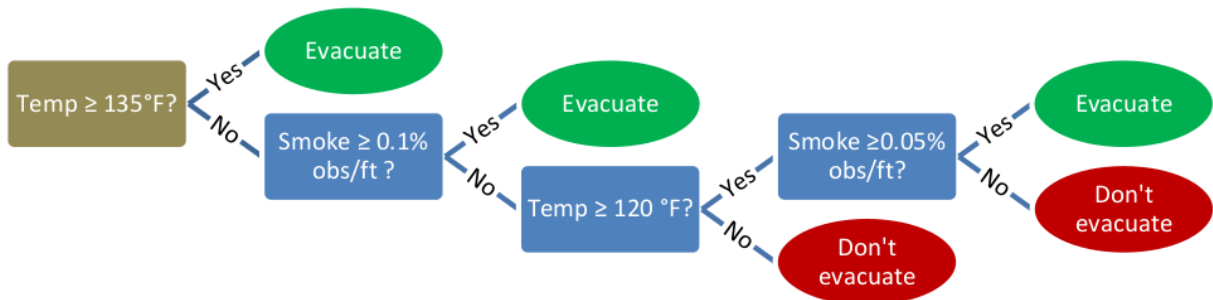 Temp ≥ 135°F?
Yes
Evacuate
No
Smoke ≥ 0.1%
obs/ft ?
Yes
Evacuate
No
Temp ≥ 120 °F?
Yes
Smoke ≥0.05%
obs/ft?
Yes
Evacuate
No
Don't
evacuate
No
Don't
evacuate